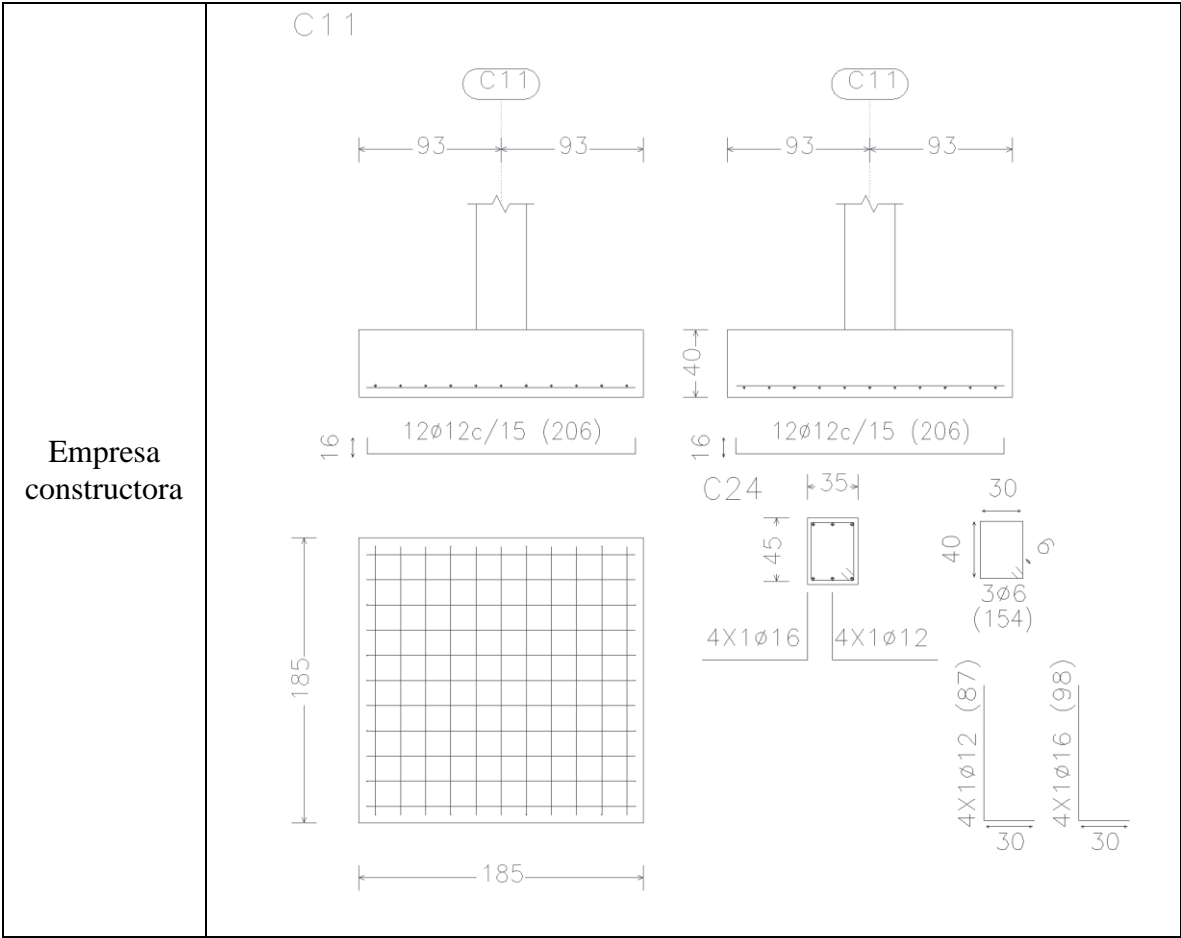 Empresa
constructora
C11
C11
C11
93
93
93
93
40
16
12ø12c/15 (206)
16
12ø12c/15 (206)
C24
35
45
4X1ø16
4X1ø12
30
40
9
3ø6
(154)
185
185
4X1ø12 (87)
30
4X1ø16 (98)
30